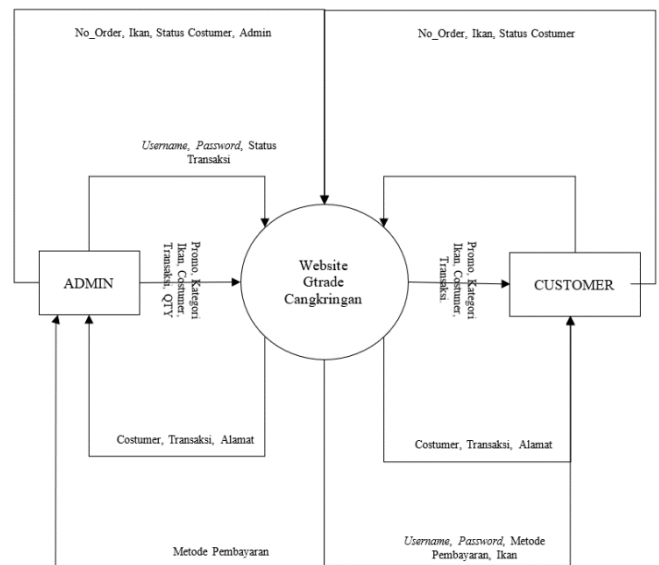 No_Order, Ikan, Status Costumer, Admin
No_Order, Ikan, Status Costumer
Username, Password, Status
Transaksi
Promo, Kategori
Ikan, Costumer,
Transaksi, QTY
ADMIN
Website
Gtrade
Cangkringan
Promo, Kategori
Ikan, Costumer,
Transaksi.
CUSTOMER
Costumer, Transaksi, Alamat
Costumer, Transaksi, Alamat
Metode Pembayaran
Username, Password, Metode
Pembayaran, Ikan